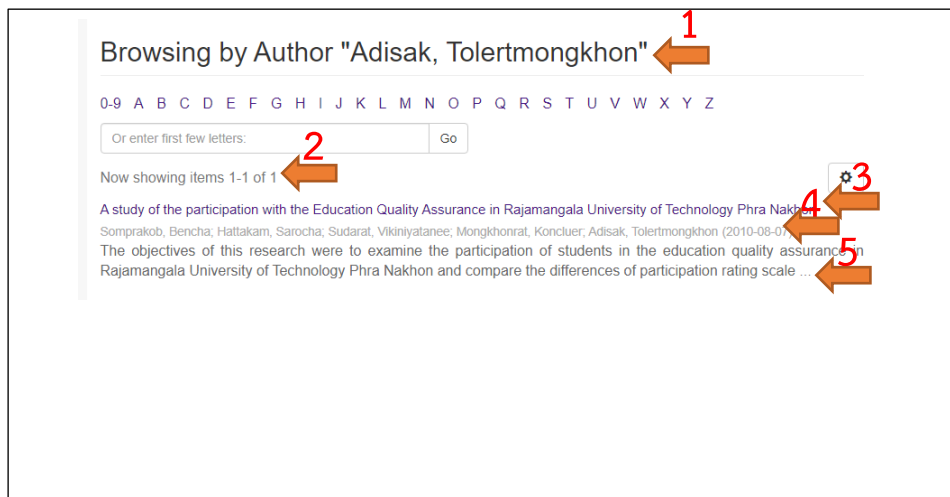 1
Browsing by Author "Adisak, Tolertmongkhon"
0-9 A B C D E F G H I J K L M N O P Q R S T U V W X Y Z
Or enter first few letters: Go
2
Now showing items 1-1 of 1
3
A study of the participation with the Education Quality Assurance in Rajamangala University of Technology Phra Nakhon
4
Somprakob, Bencha; Hattakam, Sarocha; Sudarat, Vikiniyatanee; Mongkhonrat, Koncluer; Adisak, Tolertmongkhon (2010-08-07)
The objectives of this research were to examine the participation of students in the education quality assurance in
Rajamangala University of Technology Phra Nakhon and compare the differences of participation rating scale ...
5